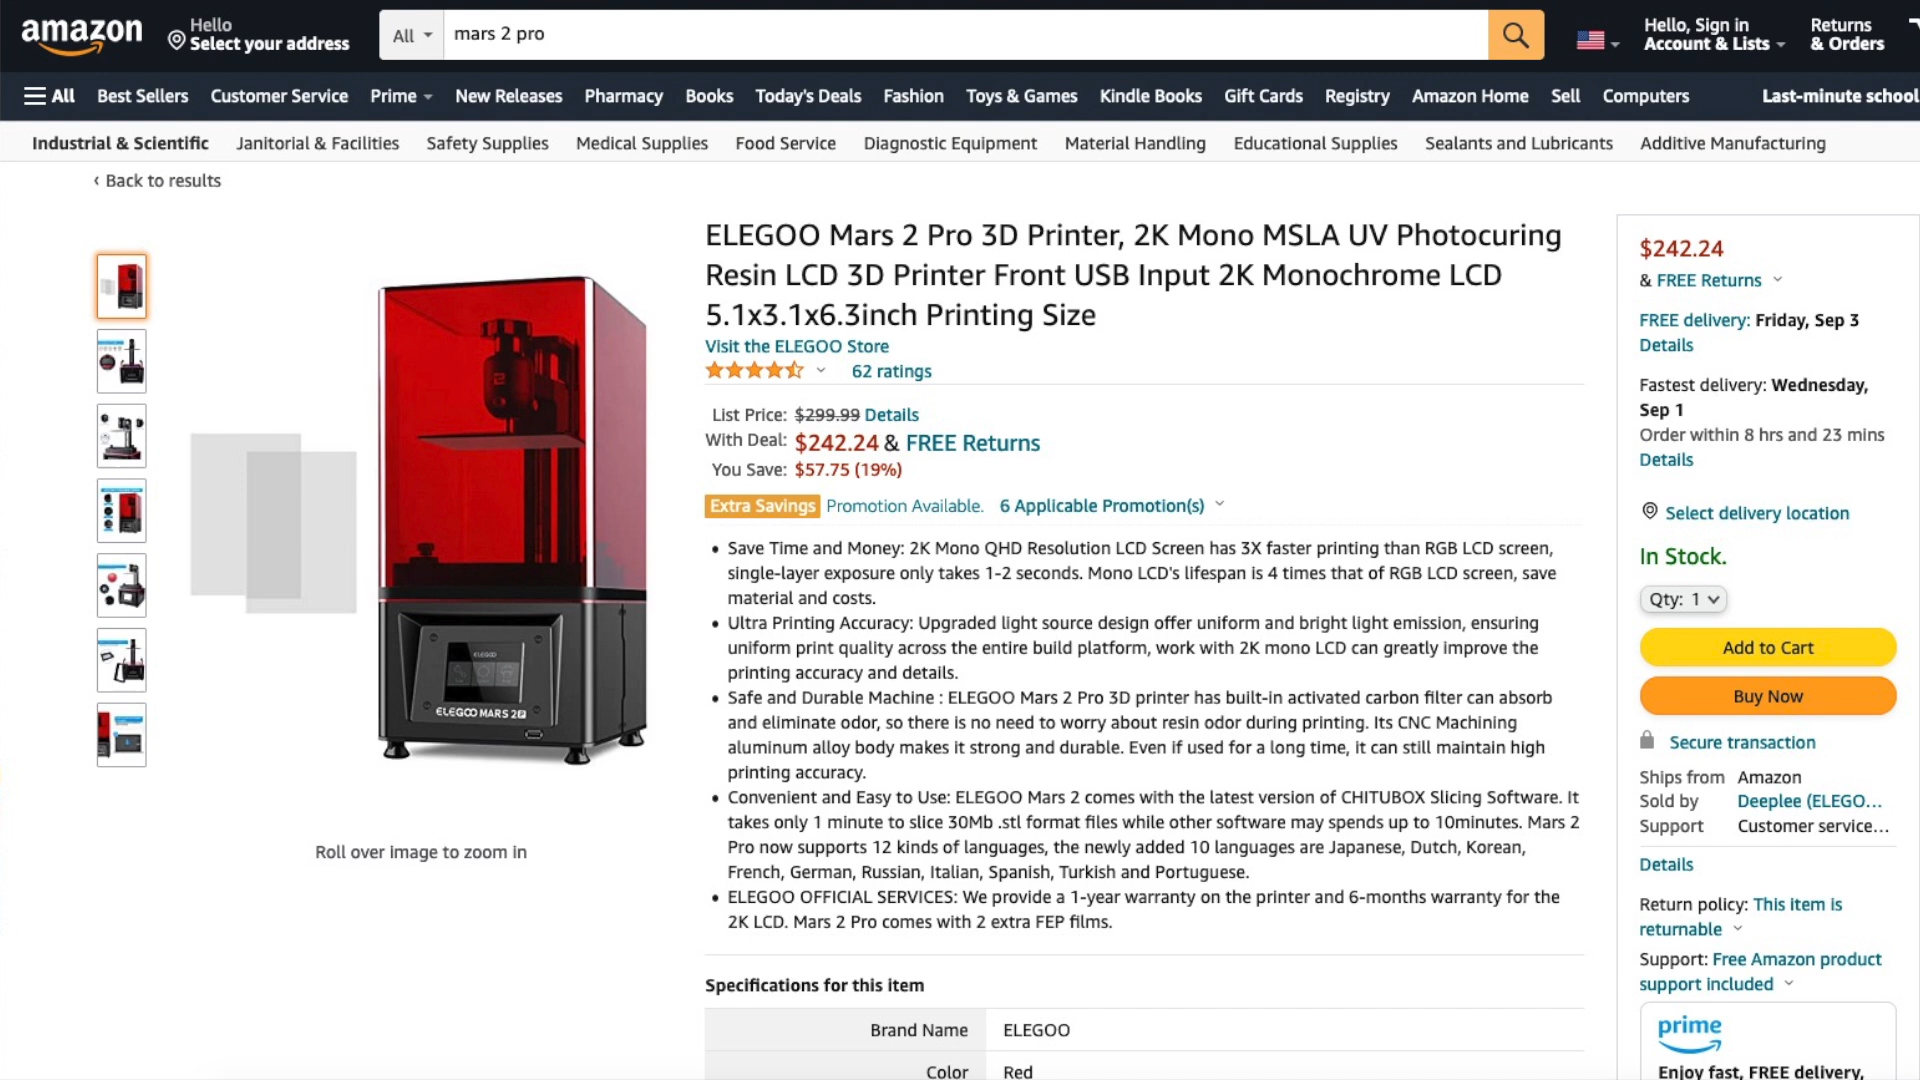 amazon
Hello
Select your address
All
mars 2 pro
Hello, Sign in
Account & Lists
Returns
& Orders
All Best Sellers Customer Service Prime New Releases Pharmacy Books Today's Deals Fashion Toys & Games Kindle Books Gift Cards Registry Amazon Home Sell Computers Last-minute school
Industrial & Scientific Janitorial & Facilities Safety Supplies Medical Supplies Food Service Diagnostic Equipment Material Handling Educational Supplies Sealants and Lubricants Additive Manufacturing
‹ Back to results
ELEGOO
ELEGOO MARS 2P
Roll over image to zoom in
ELEGOO Mars 2 Pro 3D Printer, 2K Mono MSLA UV Photocuring
Resin LCD 3D Printer Front USB Input 2K Monochrome LCD
5.1x3.1x6.3inch Printing Size
Visit the ELEGOO Store
62 ratings
List Price: $299.99 Details
With Deal: $242.24 & FREE Returns
You Save: $57.75 (19%)
Extra Savings Promotion Available. 6 Applicable Promotion(s)
• Save Time and Money: 2K Mono QHD Resolution LCD Screen has 3X faster printing than RGB LCD screen,
single-layer exposure only takes 1-2 seconds. Mono LCD's lifespan is 4 times that of RGB LCD screen, save
material and costs.
• Ultra Printing Accuracy: Upgraded light source design offer uniform and bright light emission, ensuring
uniform print quality across the entire build platform, work with 2K mono LCD can greatly improve the
printing accuracy and details.
• Safe and Durable Machine : ELEGOO Mars 2 Pro 3D printer has built-in activated carbon filter can absorb
and eliminate odor, so there is no need to worry about resin odor during printing. Its CNC Machining
aluminum alloy body makes it strong and durable. Even if used for a long time, it can still maintain high
printing accuracy.
• Convenient and Easy to Use: ELEGOO Mars 2 comes with the latest version of CHITUBOX Slicing Software. It
takes only 1 minute to slice 30Mb .stl format files while other software may spends up to 10minutes. Mars 2
Pro now supports 12 kinds of languages, the newly added 10 languages are Japanese, Dutch, Korean,
French, German, Russian, Italian, Spanish, Turkish and Portuguese.
• ELEGOO OFFICIAL SERVICES: We provide a 1-year warranty on the printer and 6-months warranty for the
2K LCD. Mars 2 Pro comes with 2 extra FEP films.
Specifications for this item
Brand Name ELEGOO
Color Red
$242.24
& FREE Returns
FREE delivery: Friday, Sep 3
Details
Fastest delivery: Wednesday,
Sep 1
Order within 8 hrs and 23 mins
Details
Select delivery location
In Stock.
Qty: 1
Add to Cart
Buy Now
Secure transaction
Ships from Amazon
Sold by Deeplee (ELEGO...
Support Customer service...
Details
Return policy: This item is
returnable
Support: Free Amazon product
support included
prime
Enjoy fast, FREE delivery,